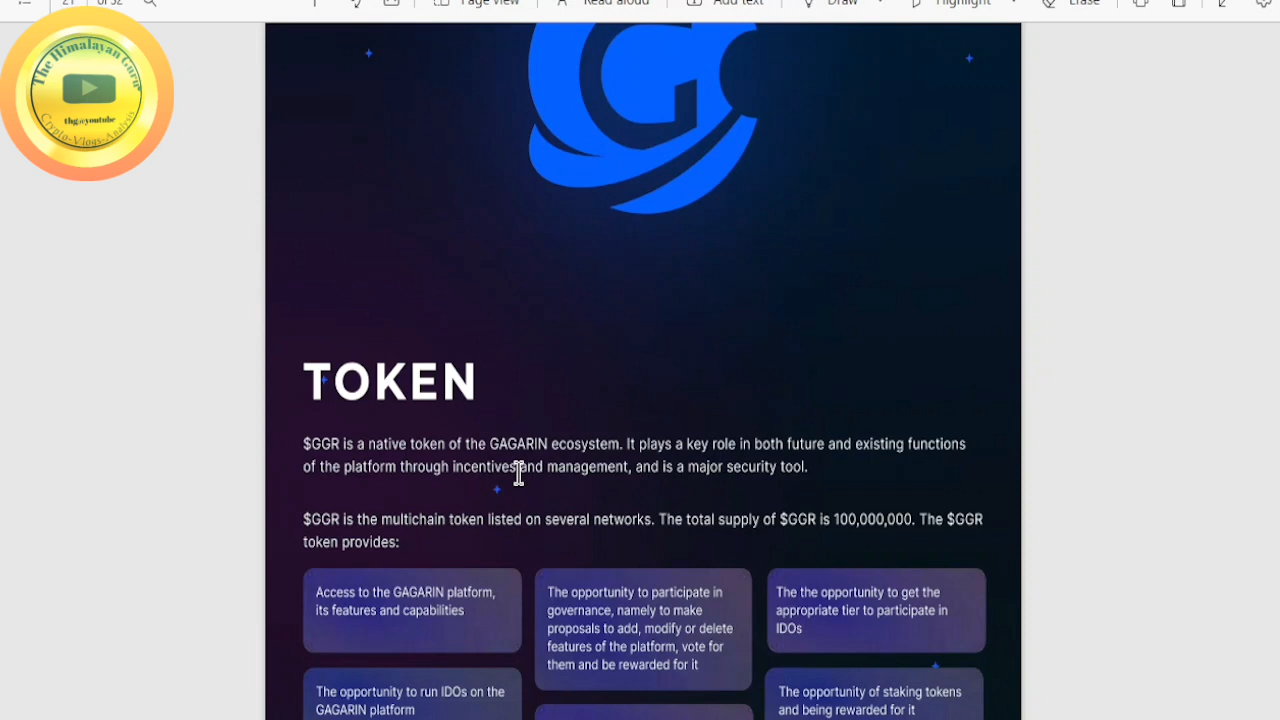 21 of 32
Page view
Read aloud
Add text
Draw
Highlight
Erase
The Himalayan Guru
thg@youtube
Crypto-Vlogs-Analysis
G
TOKEN
$GGR is a native token of the GAGARIN ecosystem. It plays a key role in both future and existing functions
of the platform through incentives and management, and is a major security tool.
$GGR is the multichain token listed on several networks. The total supply of $GGR is 100,000,000. The $GGR
token provides:
Access to the GAGARIN platform,
its features and capabilities
The opportunity to participate in
governance, namely to make
proposals to add, modify or delete
features of the platform, vote for
them and be rewarded for it
The the opportunity to get the
appropriate tier to participate in
IDOs
The opportunity to run IDOs on the
GAGARIN platform
The opportunity of staking tokens
and being rewarded for it